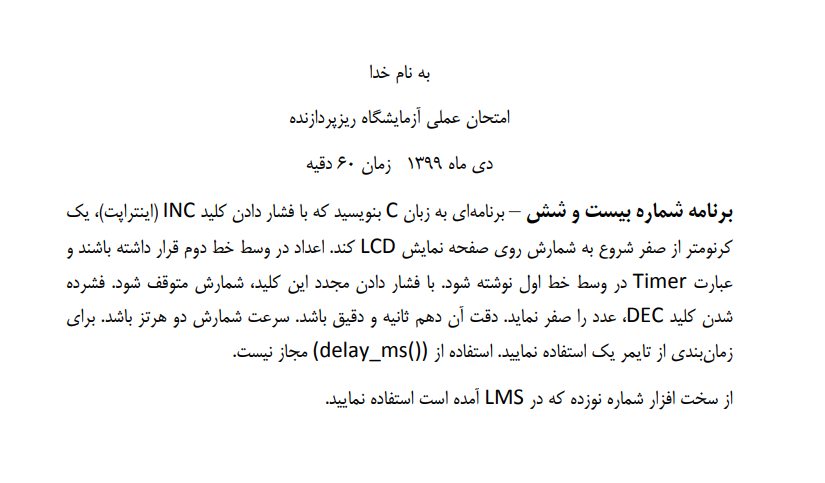 به نام خدا
امتحان عملی آزمایشگاه ریزپردازنده
دی ماه ۱۳۹۹ زمان ۶۰ دقیه
برنامه شماره بیست و شش – برنامه‌ای به زبان C بنویسید که با فشار دادن کلید INC (اینتراپت)، یک
کرنومتر از صفر شروع به شمارش روی صفحه نمایش LCD کند. اعداد در وسط خط دوم قرار داشته باشند و
عبارت Timer در وسط خط اول نوشته شود. با فشار دادن مجدد این کلید، شمارش متوقف شود. فشرده
شدن کلید DEC، عدد را صفر نماید. دقت آن دهم ثانیه و دقیق باشد. سرعت شمارش دو هرتز باشد. برای
زمان‌بندی از تایمر یک استفاده نمایید. استفاده از (delay_ms()) مجاز نیست.
از سخت افزار شماره نوزده که در LMS آمده است استفاده نمایید.